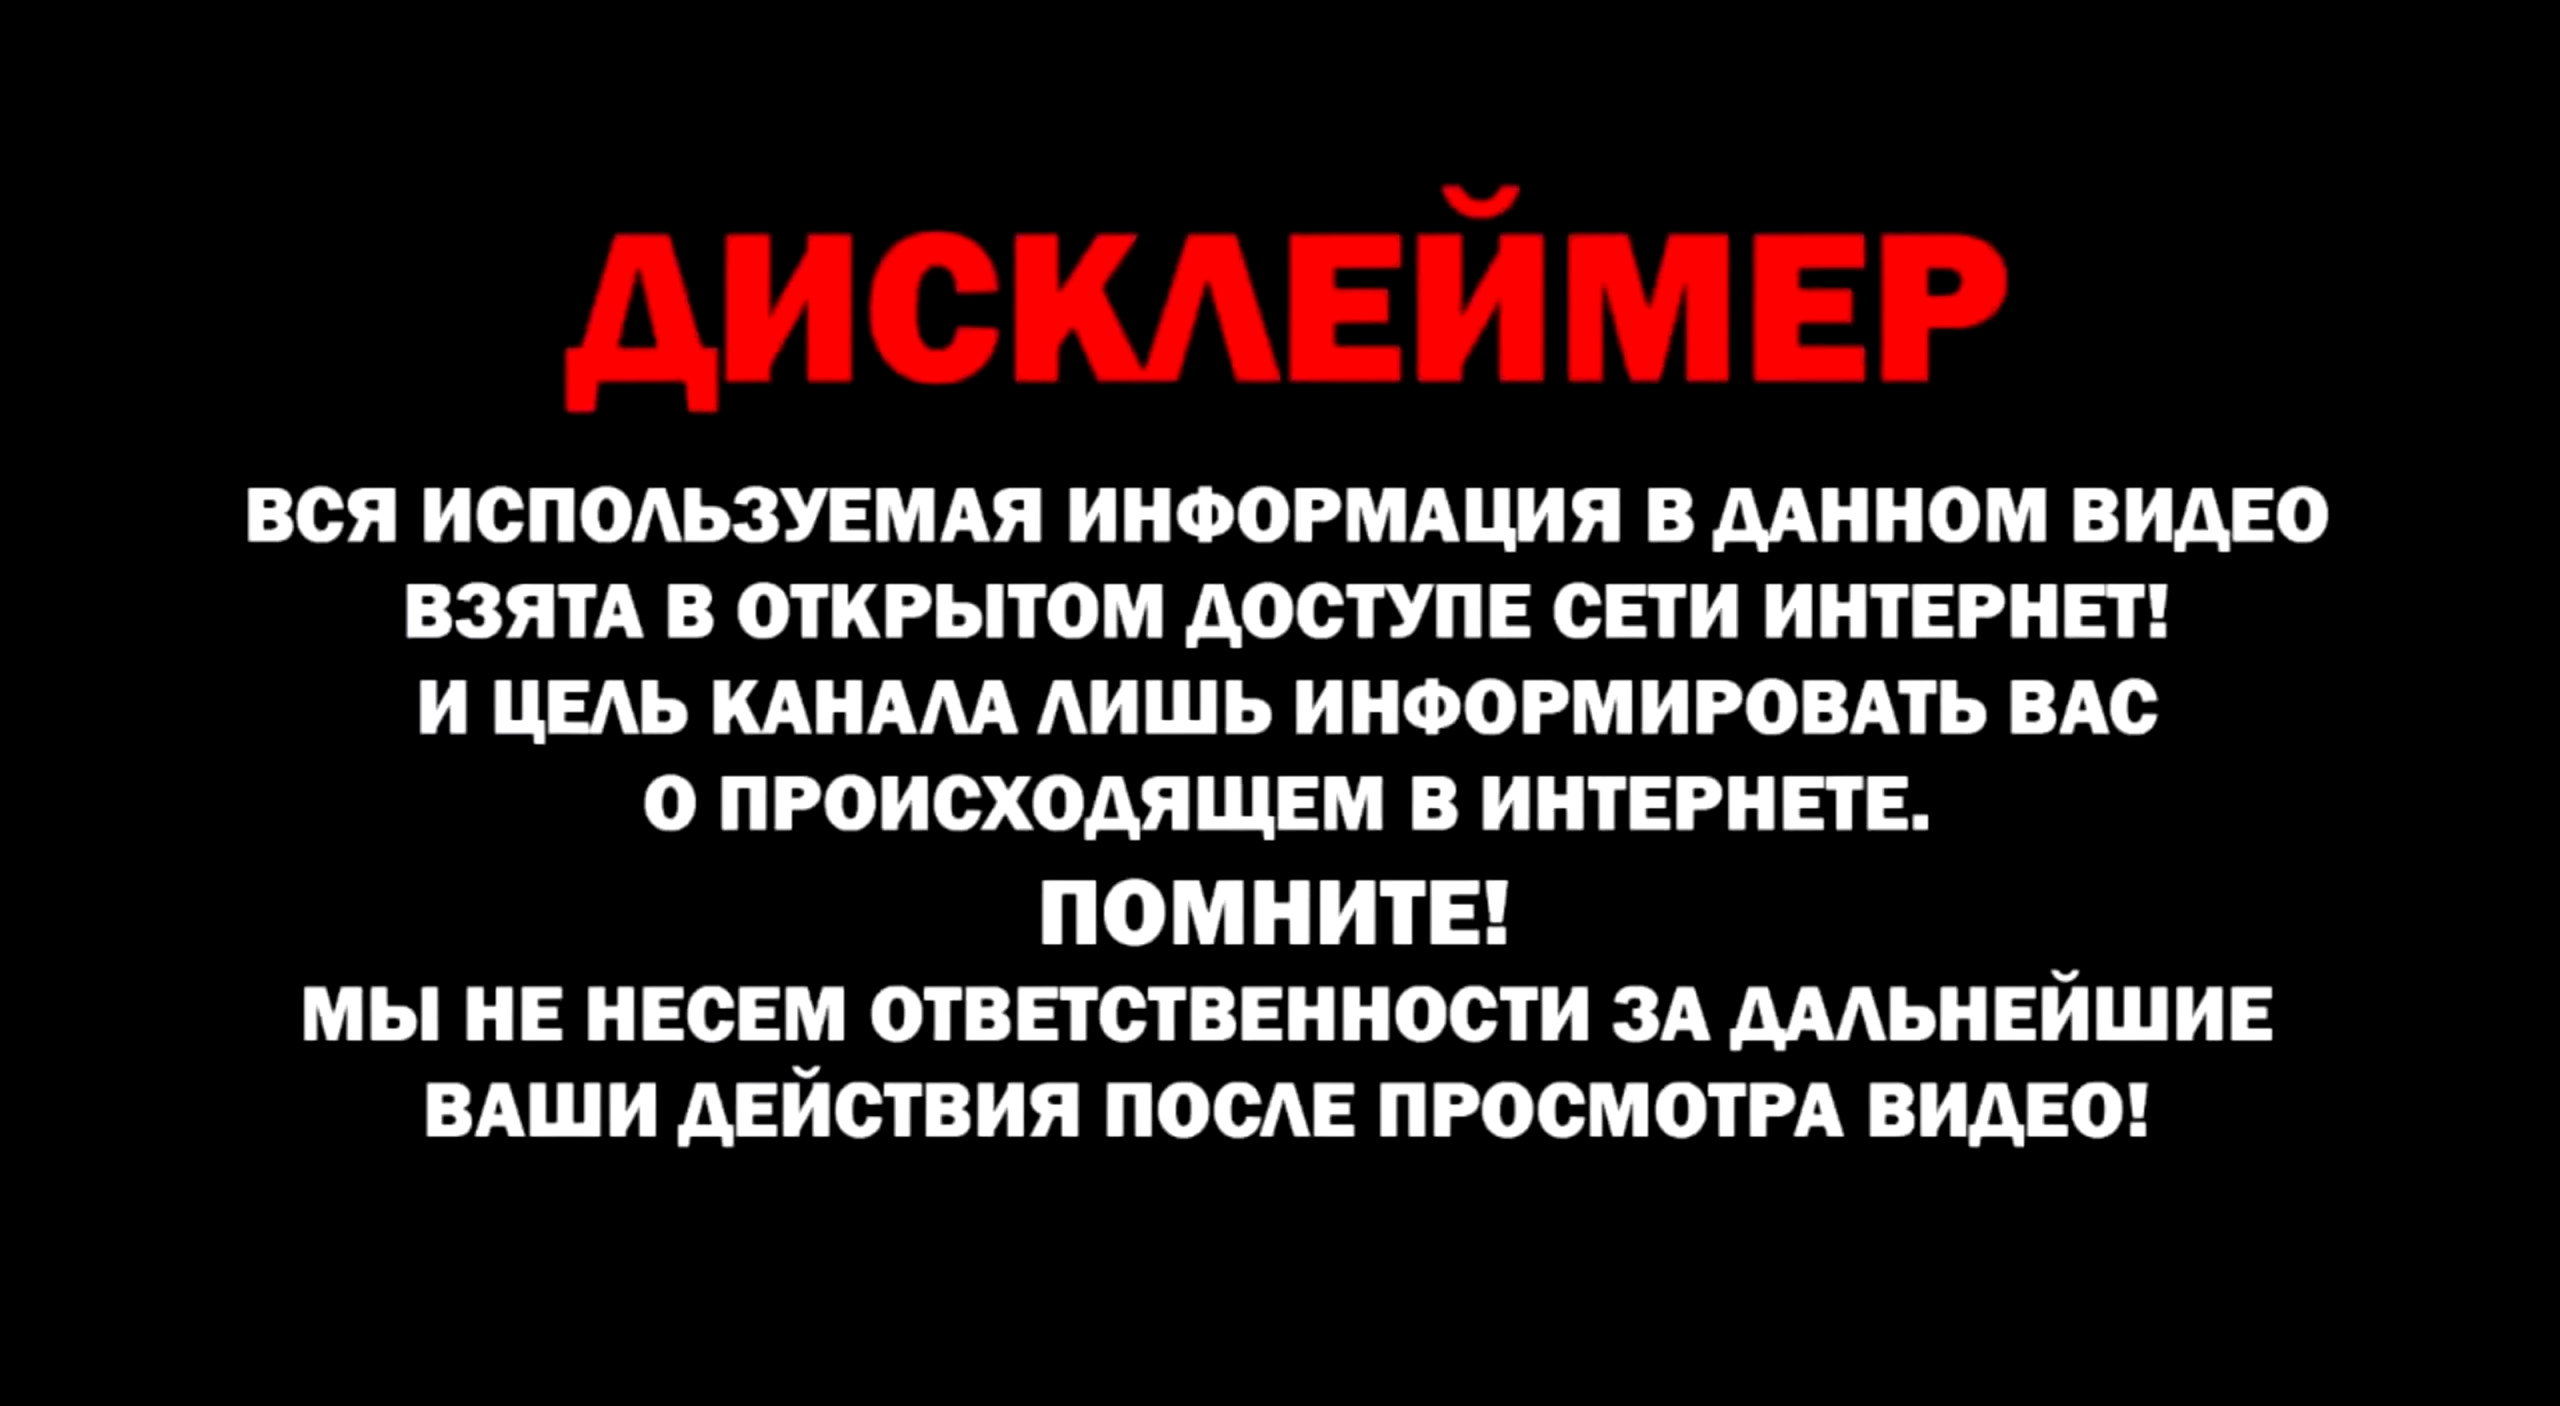 ДИСКЛЕЙМЕР
ВСЯ ИСПОЛЬЗУЕМАЯ ИНФОРМАЦИЯ В ДАННОМ ВИДЕО
ВЗЯТА В ОТКРЫТОМ ДОСТУПЕ СЕТИ ИНТЕРНЕТ!
И ЦЕЛЬ КАНАЛА ЛИШЬ ИНФОРМИРОВАТЬ ВАС
О ПРОИСХОДЯЩЕМ В ИНТЕРНЕТЕ.
ПОМНИТЕ!
МЫ НЕ НЕСЕМ ОТВЕТСТВЕННОСТИ ЗА ДАЛЬНЕЙШИЕ
ВАШИ ДЕЙСТВИЯ ПОСЛЕ ПРОСМОТРА ВИДЕО!